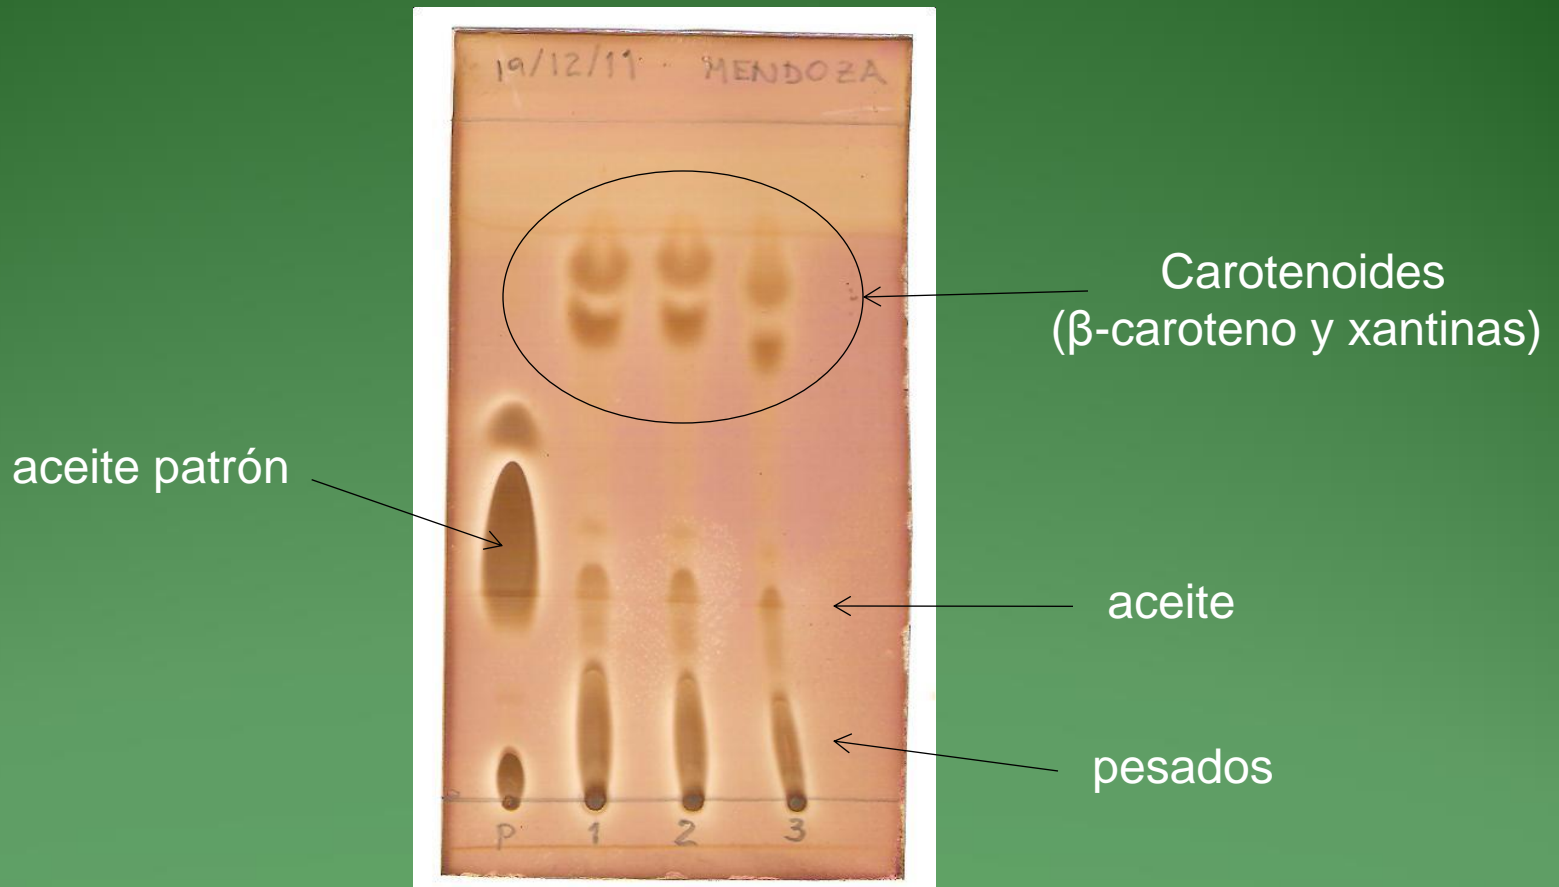 19/12/11 MENDOZA
Carotenoides
(β-caroteno y xantinas)
aceite patrón
aceite
pesados
P 1 2 3